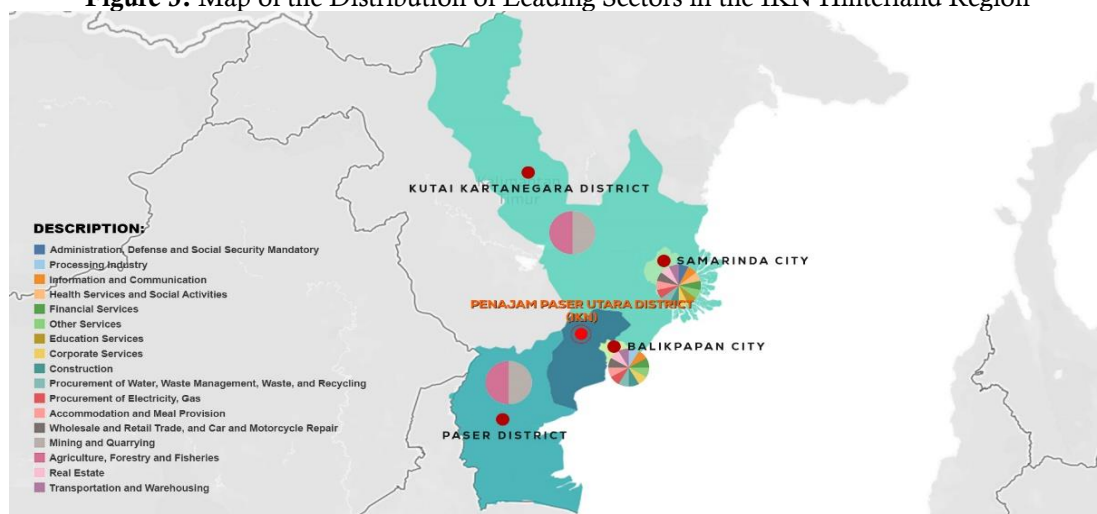 Figure 3. Map of the Distribution of Leading Sectors in the IKN Hinterland Region
KUTAI KARTANEGARA DISTRICT
Kalimantan
Timur
DESCRIPTION:
Administration, Defense and Social Security Mandatory
Processing Industry
Information and Communication
Health Services and Social Activities
Financial Services
Other Services
Education Services
Corporate Services
Construction
Procurement of Water, Waste Management, Waste, and Recycling
Procurement of Electricity, Gas
Accommodation and Meal Provision
Wholesale and Retail Trade, and Car and Motorcycle Repair
Mining and Quarrying
Agriculture, Forestry and Fisheries
Real Estate
Transportation and Warehousing
SAMARINDA CITY
PENAJAM PASER UTARA DISTRICT
(IKN)
BALIKPAPAN CITY
PASER DISTRICT